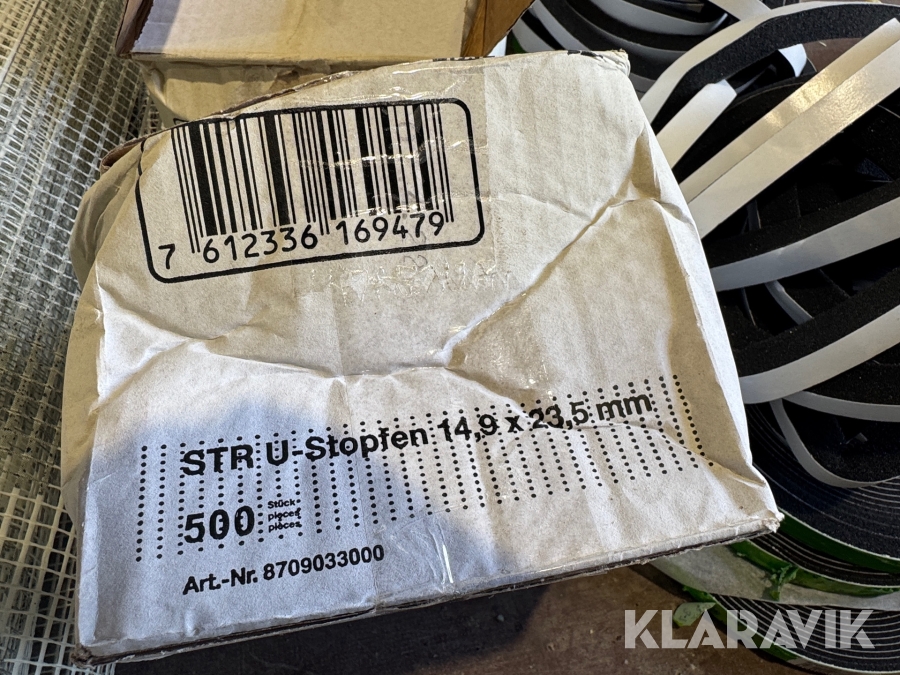 7 612336 169479
STR U-Stopfen 14,9 x 23,5 mm
500 Stück
pieces
pièces
Art.-Nr. 8709033000
KLARAVIK